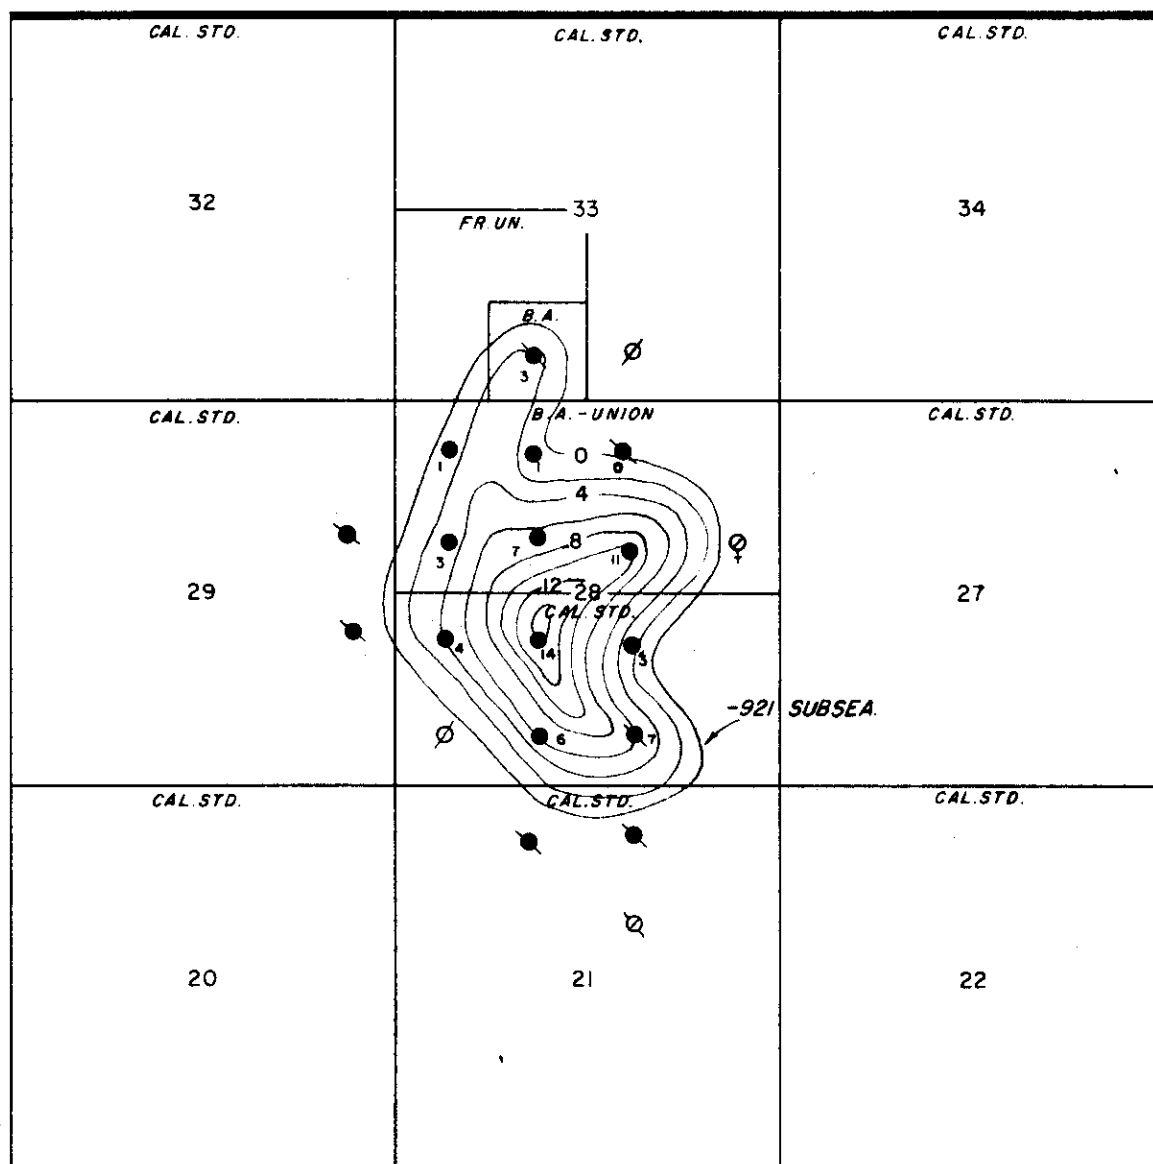 CAL. STD.
CAL. STD.
CAL. STD.
32
33
34
FR. UN.
B. A.
3
CAL. STD.
B. A. - UNION
CAL. STD.
1
1
0
0
4
3
7
8
11
29
12
28
27
CAL. STD.
4
14
-921 SUBSEA.
6
7
CAL. STD.
CAL. STD.
CAL. STD.
20
21
22